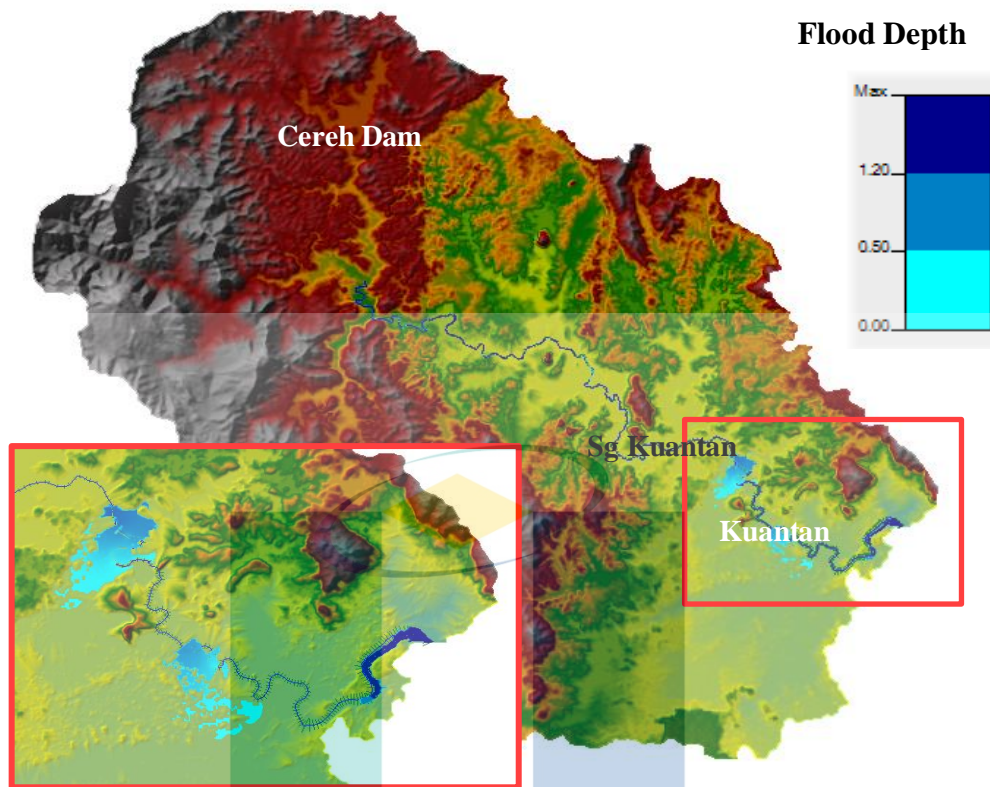 Flood Depth
Max
Cereh Dam
1.20
0.50
0.00
Sg Kuantan
Kuantan